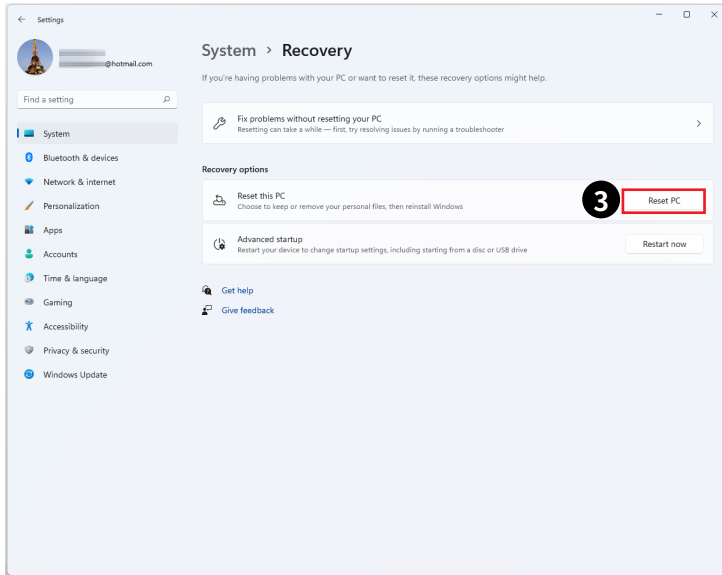 Settings
@hotmail.com
Find a setting
System
Bluetooth & devices
Network & internet
Personalization
Apps
Accounts
Time & language
Gaming
Accessibility
Privacy & security
Windows Update
System > Recovery
If you're having problems with your PC or want to reset it, these recovery options might help.
Fix problems without resetting your PC
Resetting can take a while — first, try resolving issues by running a troubleshooter
Recovery options
Reset this PC
Choose to keep or remove your personal files, then reinstall Windows
3
Reset PC
Advanced startup
Restart your device to change startup settings, including starting from a disc or USB drive
Restart now
Get help
Give feedback